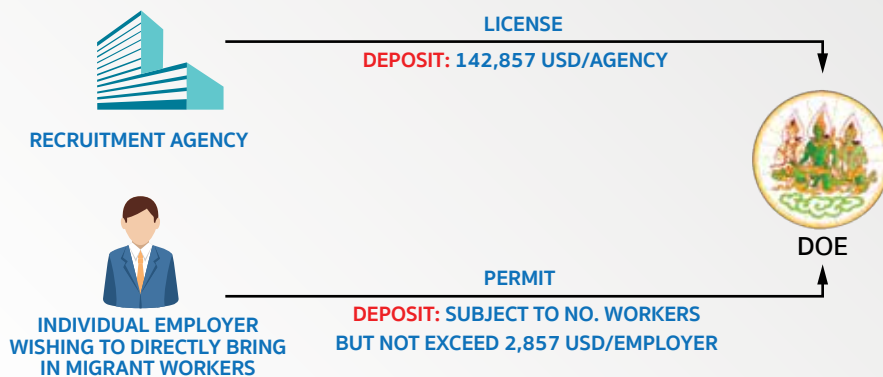 LICENSE
DEPOSIT: 142,857 USD/AGENCY
RECRUITMENT AGENCY
DOE
PERMIT
DEPOSIT: SUBJECT TO NO. WORKERS
BUT NOT EXCEED 2,857 USD/EMPLOYER
INDIVIDUAL EMPLOYER
WISHING TO DIRECTLY BRING
IN MIGRANT WORKERS